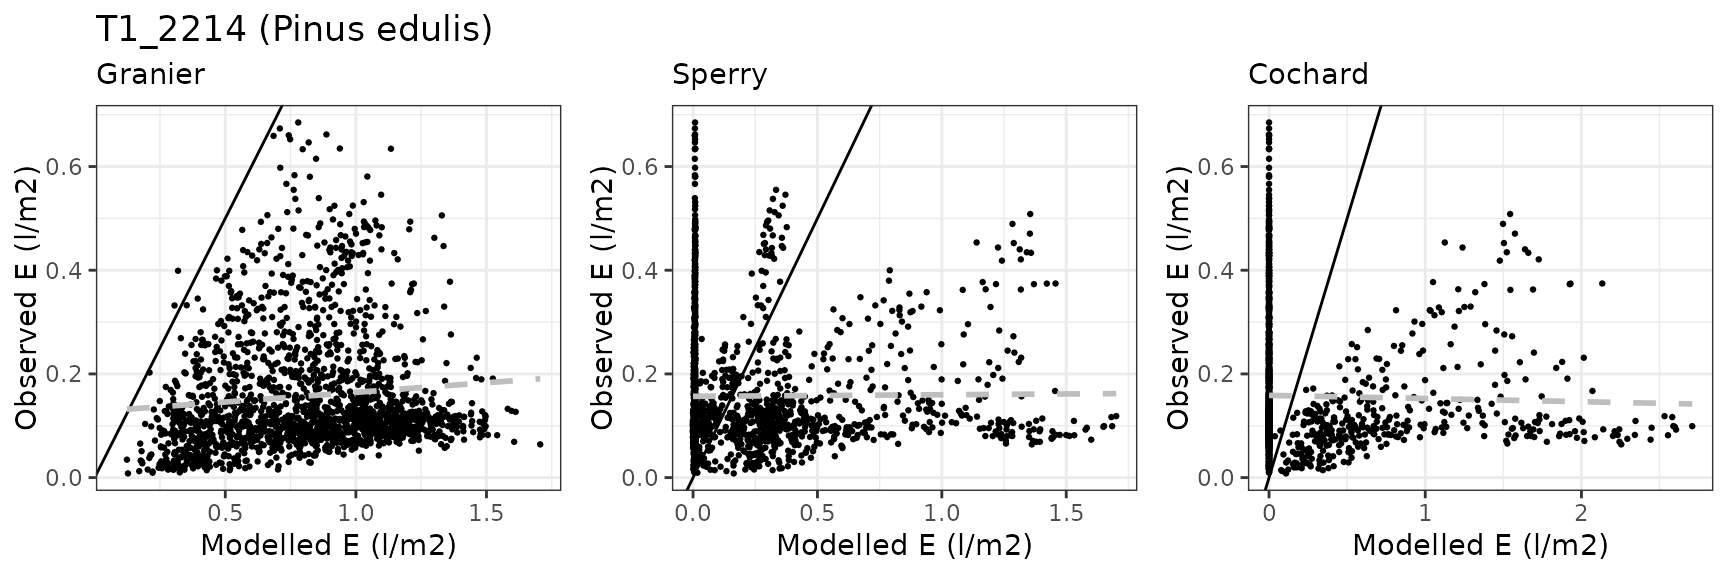 T1_2214 (Pinus edulis)
Granier
Observed E (l/m2)
0.6
0.4
0.2
0.0
0.5
1.0
1.5
Modelled E (l/m2)
Sperry
Observed E (l/m2)
0.6
0.4
0.2
0.0
0.0
0.5
1.0
1.5
Modelled E (l/m2)
Cochard
Observed E (l/m2)
0.6
0.4
0.2
0.0
0
1
2
Modelled E (l/m2)